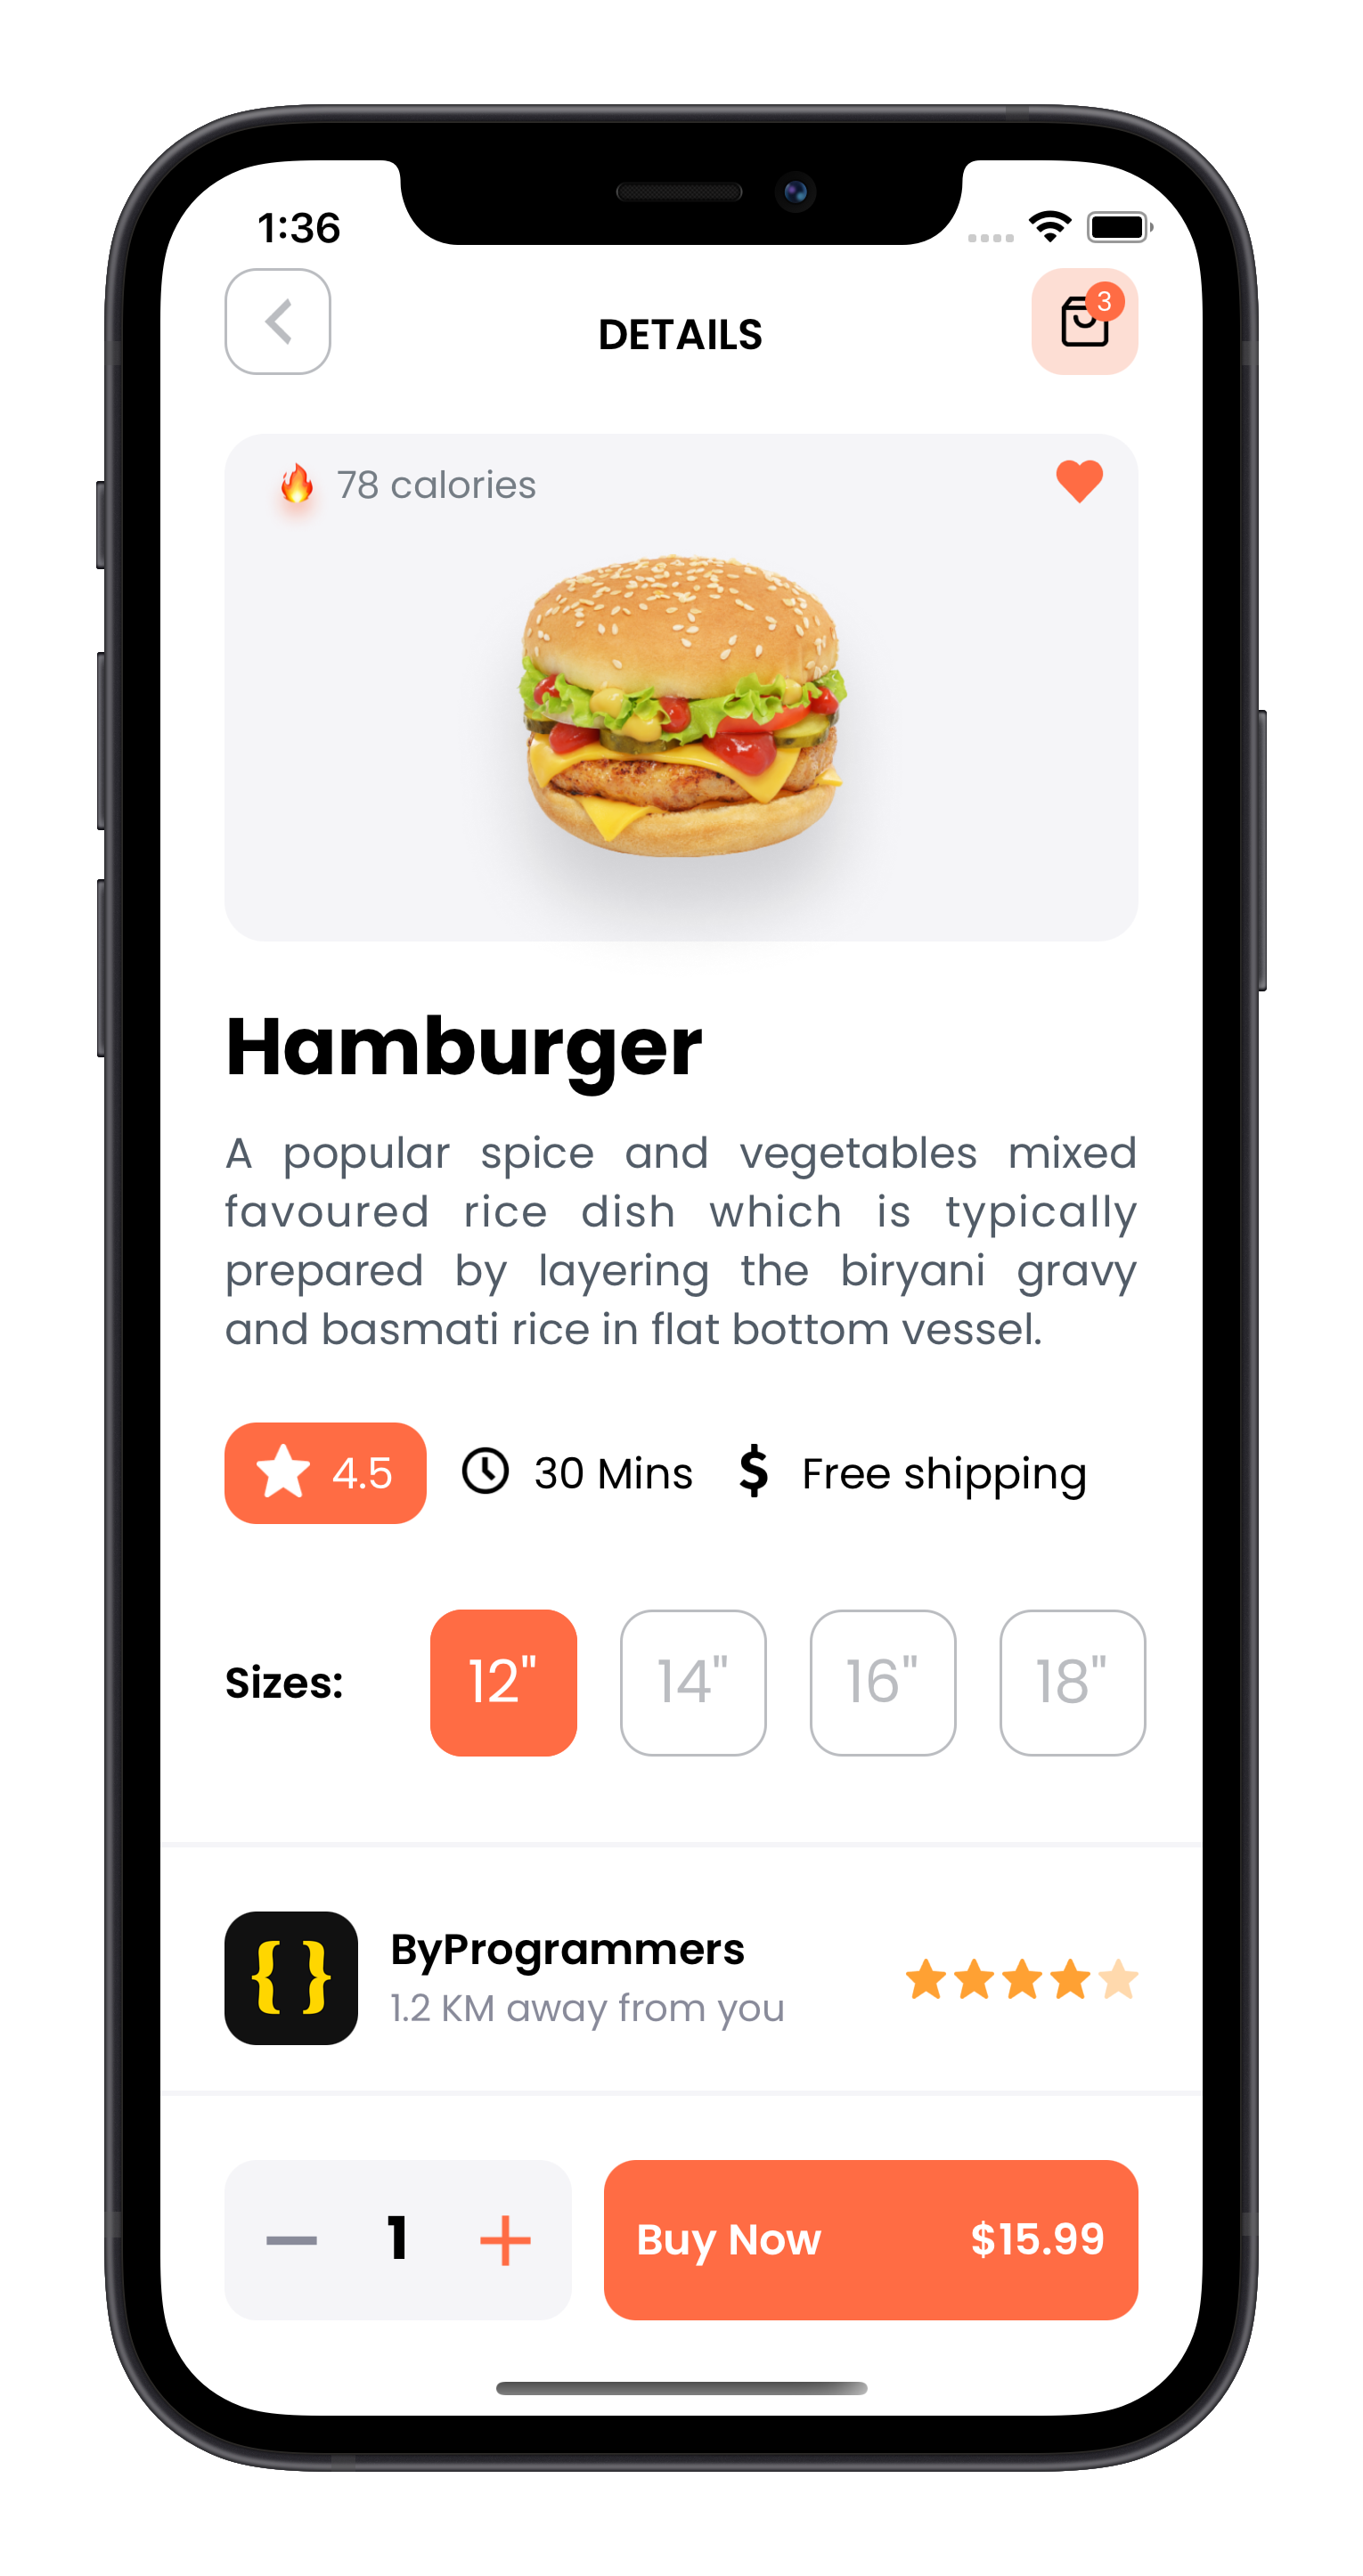 1:36
DETAILS
3
78 calories
Hamburger
A popular spice and vegetables mixed
favoured rice dish which is typically
prepared by layering the biryani gravy
and basmati rice in flat bottom vessel.
4.5
30 Mins
$ Free shipping
Sizes:
12"
14"
16"
18"
{ }
ByProgrammers
1.2 KM away from you
1
Buy Now
$15.99